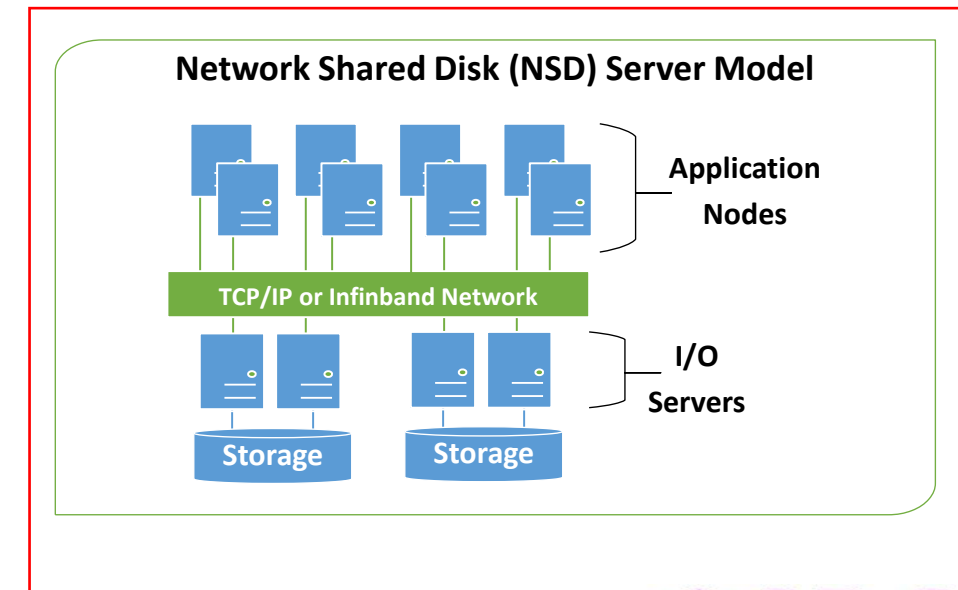 Network Shared Disk (NSD) Server Model
Application
Nodes
TCP/IP or Infinband Network
I/O
Servers
Storage
Storage